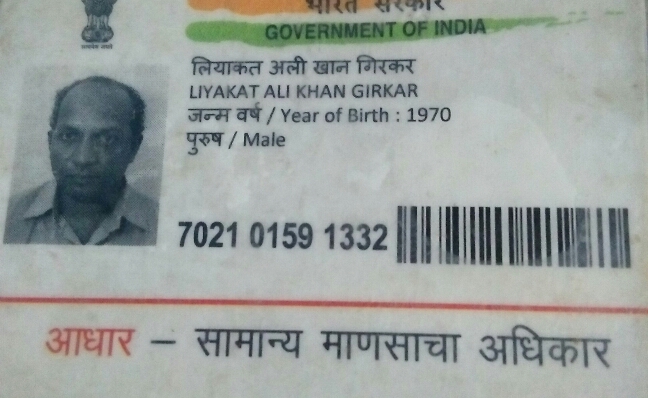 भारत सरकार
GOVERNMENT OF INDIA
लियाकत अली खान गिरकर
LIYAKAT ALI KHAN GIRKAR
जन्म वर्ष / Year of Birth : 1970
पुरुष / Male
7021 0159 1332
आधार – सामान्य माणसाचा अधिकार